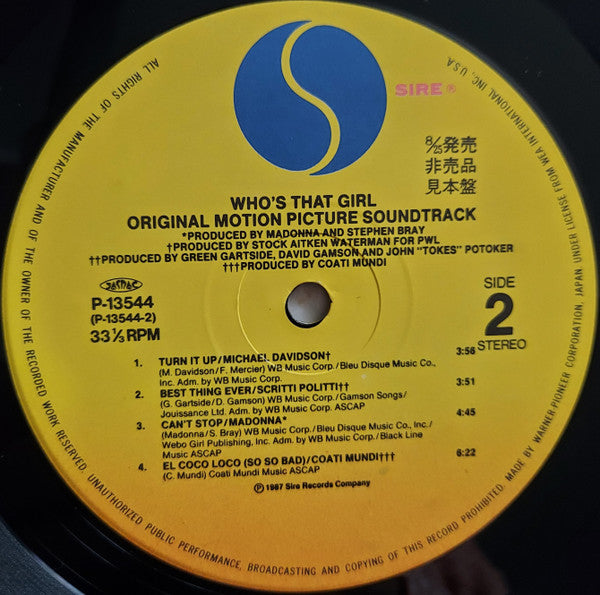 SIRE ℗
8/25発売
非売品
見本盤
WHO'S THAT GIRL
ORIGINAL MOTION PICTURE SOUNDTRACK
*PRODUCED BY MADONNA AND STEPHEN BRAY
†PRODUCED BY STOCK AITKEN WATERMAN FOR PWL
††PRODUCED BY GREEN GARTSIDE, DAVID GAMSON AND JOHN "TOKES" POTOKER
†††PRODUCED BY COATI MUNDI
JASRAC
P-13544
(P-13544-2)
33⅓ RPM
SIDE
2
STEREO
1. TURN IT UP/MICHAEL DAVIDSON† 3:56
(M. Davidson/F. Mercier) WB Music Corp./Bleu Disque Music Co.,
Inc. Adm. by WB Music Corp.
2. BEST THING EVER/SCRITTI POLITTI†† 3:51
(G. Gartside/D. Gamson) WB Music Corp./Gamson Songs/
Jouissance Ltd. Adm. by WB Music Corp. ASCAP
3. CAN'T STOP/MADONNA* 4:45
(Madonna/S. Bray) WB Music Corp./Bleu Disque Music Co., Inc./
Webo Girl Publishing, Inc. Adm. by WB Music Corp./Black Line
Music ASCAP
4. EL COCO LOCO (SO SO BAD)/COATI MUNDI††† 6:22
(C. Mundi) Coati Mundi Music ASCAP
℗ 1987 Sire Records Company
ALL RIGHTS OF THE MANUFACTURER AND OF THE OWNER OF THE RECORDED WORK RESERVED. UNAUTHORIZED PUBLIC PERFORMANCE, BROADCASTING AND COPYING OF THIS RECORD PROHIBITED. MADE BY WARNER-PIONEER CORPORATION, JAPAN UNDER LICENSE FROM WEA INTERNATIONAL INC., USA